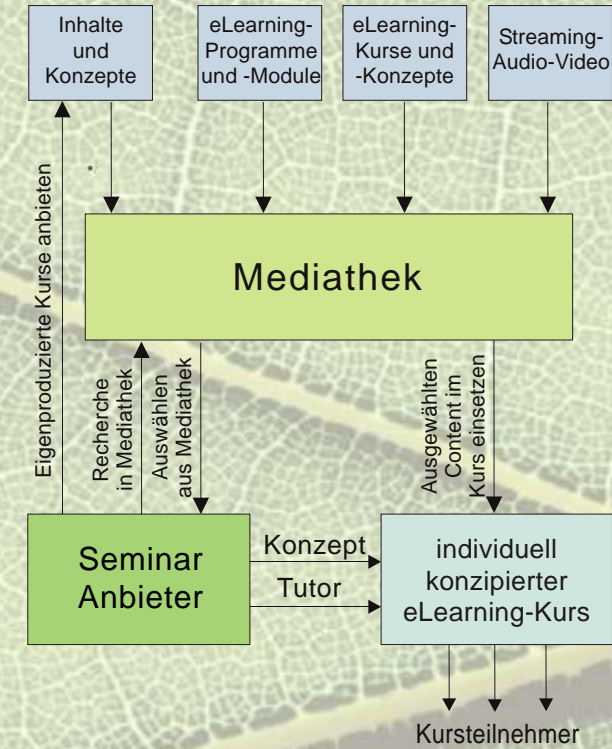 Inhalte
und
Konzepte
eLearning-
Programme
und -Module
eLearning-
Kurse und
-Konzepte
Streaming-
Audio-Video
Mediathek
Eigenproduzierte Kurse anbieten
Recherche
in Mediathek
Auswählen
aus Mediathek
Ausgewählten
Content im
Kurs einsetzen
Seminar
Anbieter
Konzept
Tutor
individuell
konzipierter
eLearning-Kurs
Kursteilnehmer